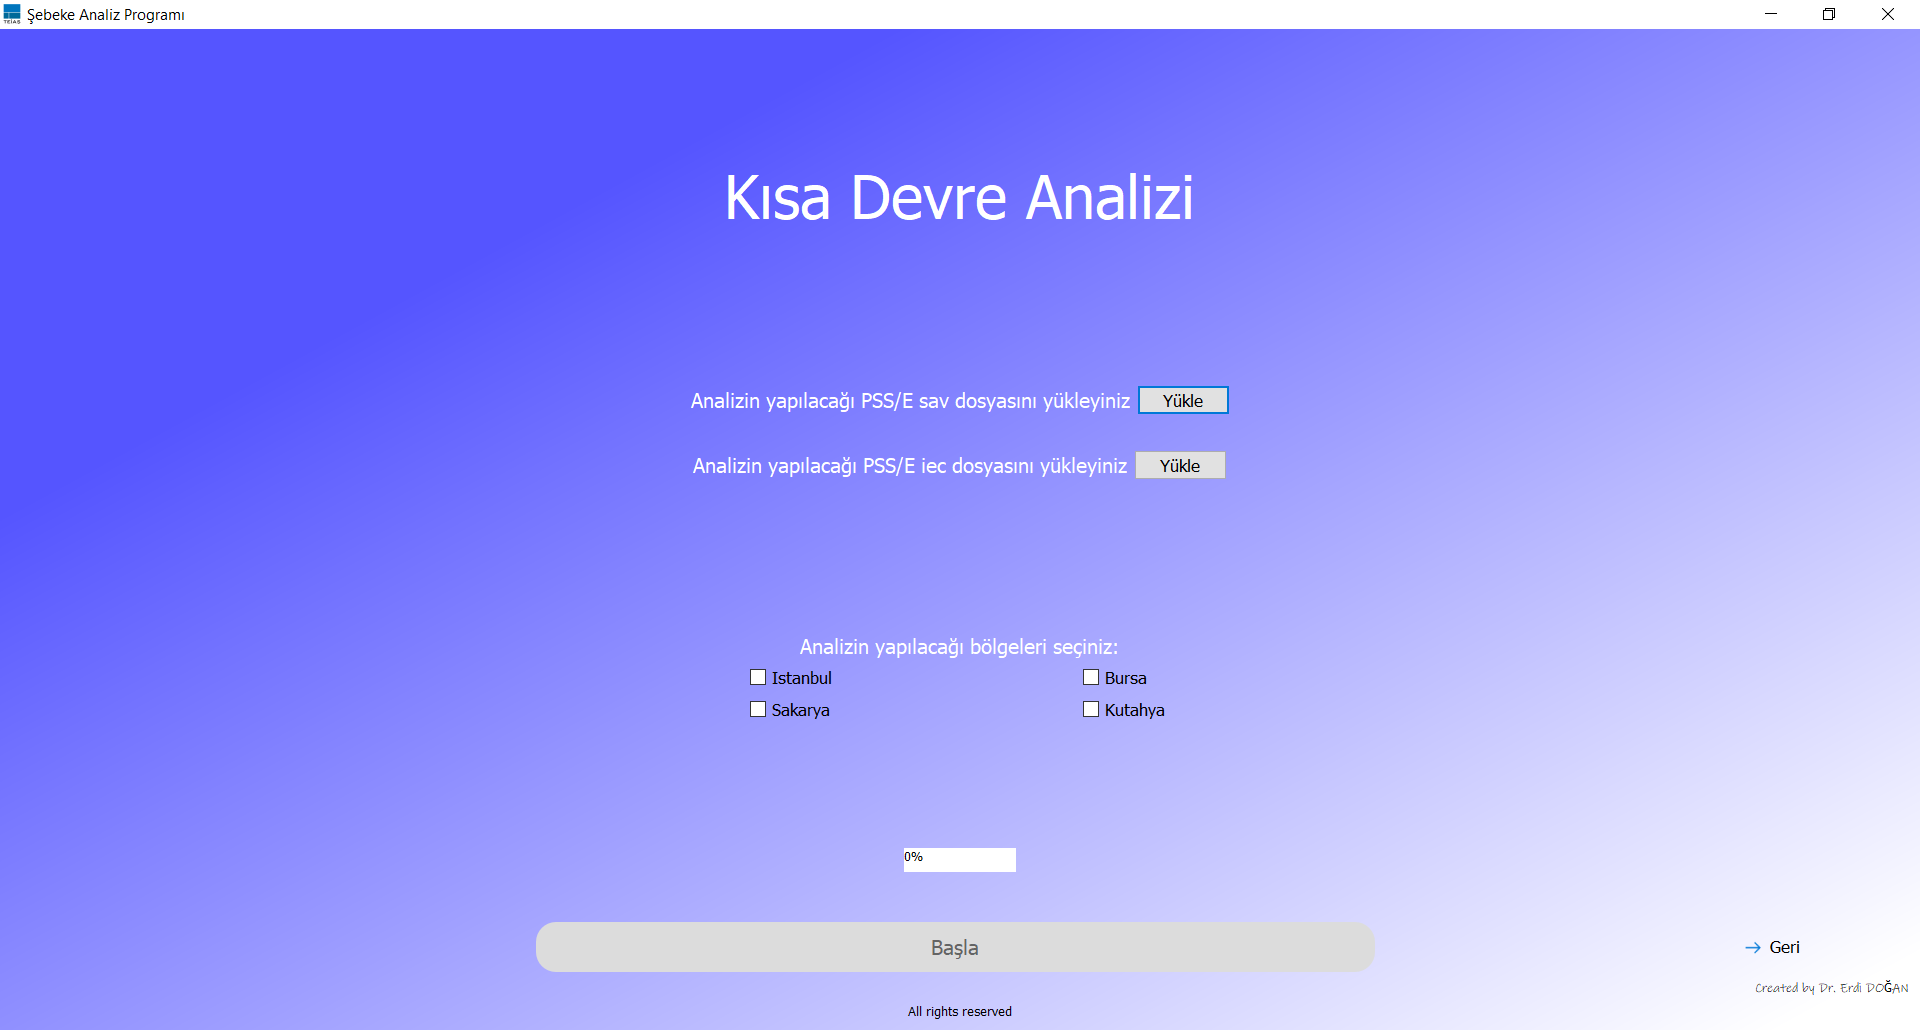 TEİAŞ
Şebeke Analiz Programı
Kısa Devre Analizi
Analizin yapılacağı PSS/E sav dosyasını yükleyiniz Yükle
Analizin yapılacağı PSS/E iec dosyasını yükleyiniz Yükle
Analizin yapılacağı bölgeleri seçiniz:
Istanbul Bursa
Sakarya Kutahya
0%
Başla
Geri
Created by Dr. Erdi DOĞAN
All rights reserved